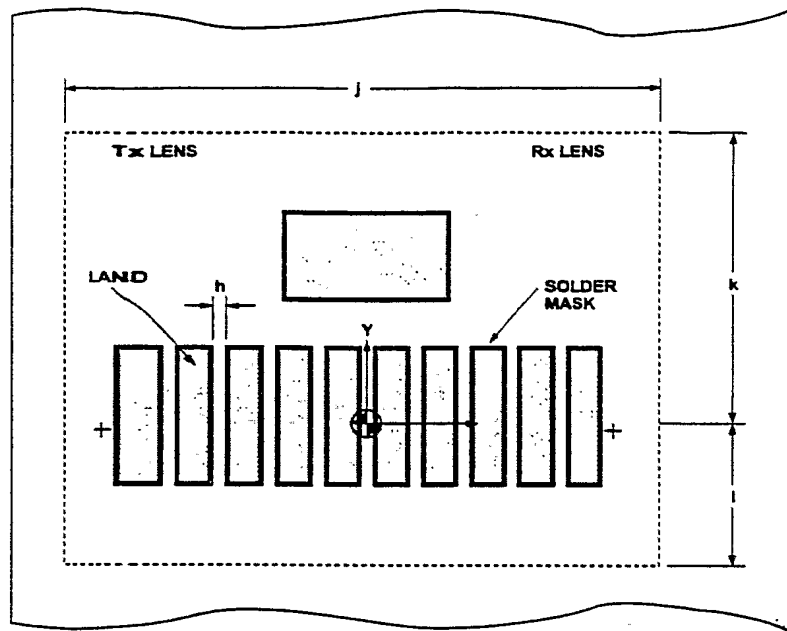 j
Tx LENS
Rx LENS
LAND
h
SOLDER
MASK
k
Y
l